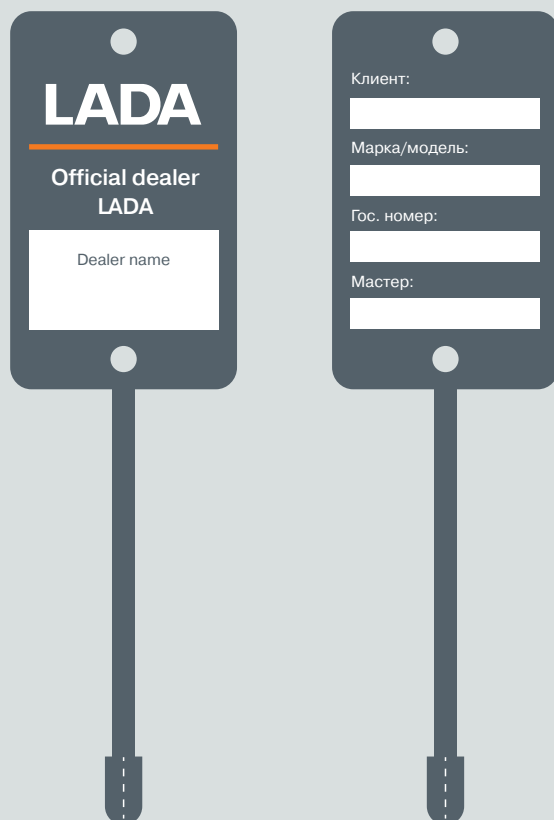 LADA
Official dealer
LADA
Dealer name
Клиент:
Марка/модель:
Гос. номер:
Мастер: